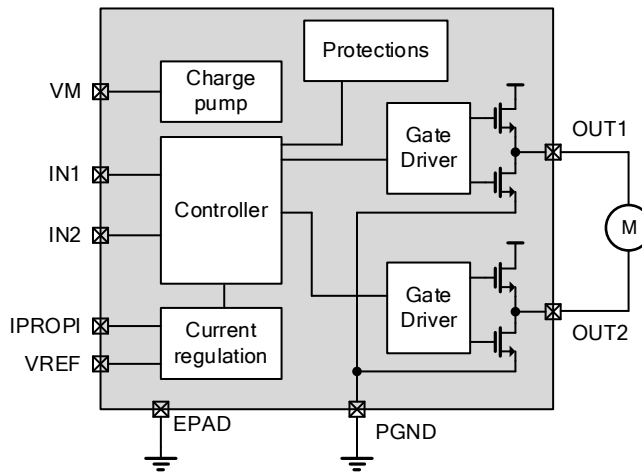 Protections
VM
Charge
pump
OUT1
Gate
Driver
IN1
Controller
M
IN2
Gate
Driver
IPROPI
Current
regulation
OUT2
VREF
EPAD
PGND